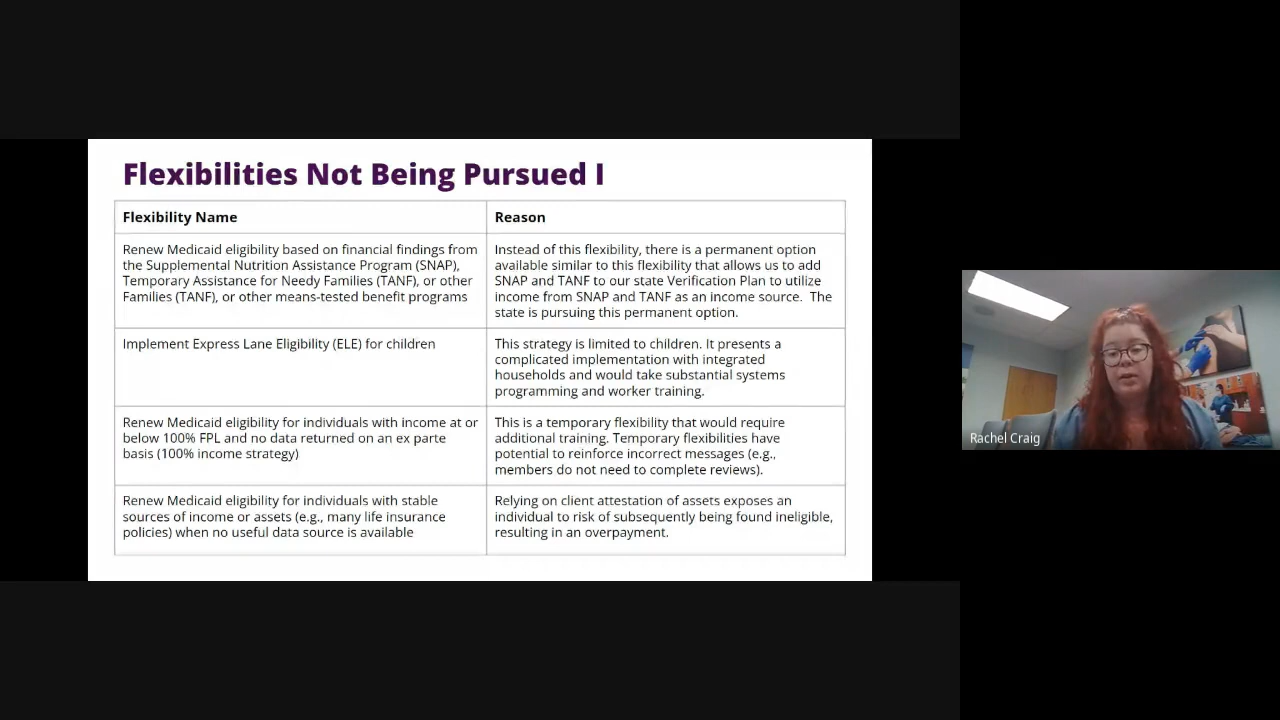 Flexibilities Not Being Pursued I
Flexibility Name
Reason
Renew Medicaid eligibility based on financial findings from
the Supplemental Nutrition Assistance Program (SNAP),
Temporary Assistance for Needy Families (TANF), or other
Families (TANF), or other means-tested benefit programs
Instead of this flexibility, there is a permanent option
available similar to this flexibility that allows us to add
SNAP and TANF to our state Verification Plan to utilize
income from SNAP and TANF as an income source.  The
state is pursuing this permanent option.
Implement Express Lane Eligibility (ELE) for children
This strategy is limited to children. It presents a
complicated implementation with integrated
households and would take substantial systems
programming and worker training.
Renew Medicaid eligibility for individuals with income at or
below 100% FPL and no data returned on an ex parte
basis (100% income strategy)
This is a temporary flexibility that would require
additional training. Temporary flexibilities have
potential to reinforce incorrect messages (e.g.,
members do not need to complete reviews).
Renew Medicaid eligibility for individuals with stable
sources of income or assets (e.g., many life insurance
policies) when no useful data source is available
Relying on client attestation of assets exposes an
individual to risk of subsequently being found ineligible,
resulting in an overpayment.
Rachel Craig